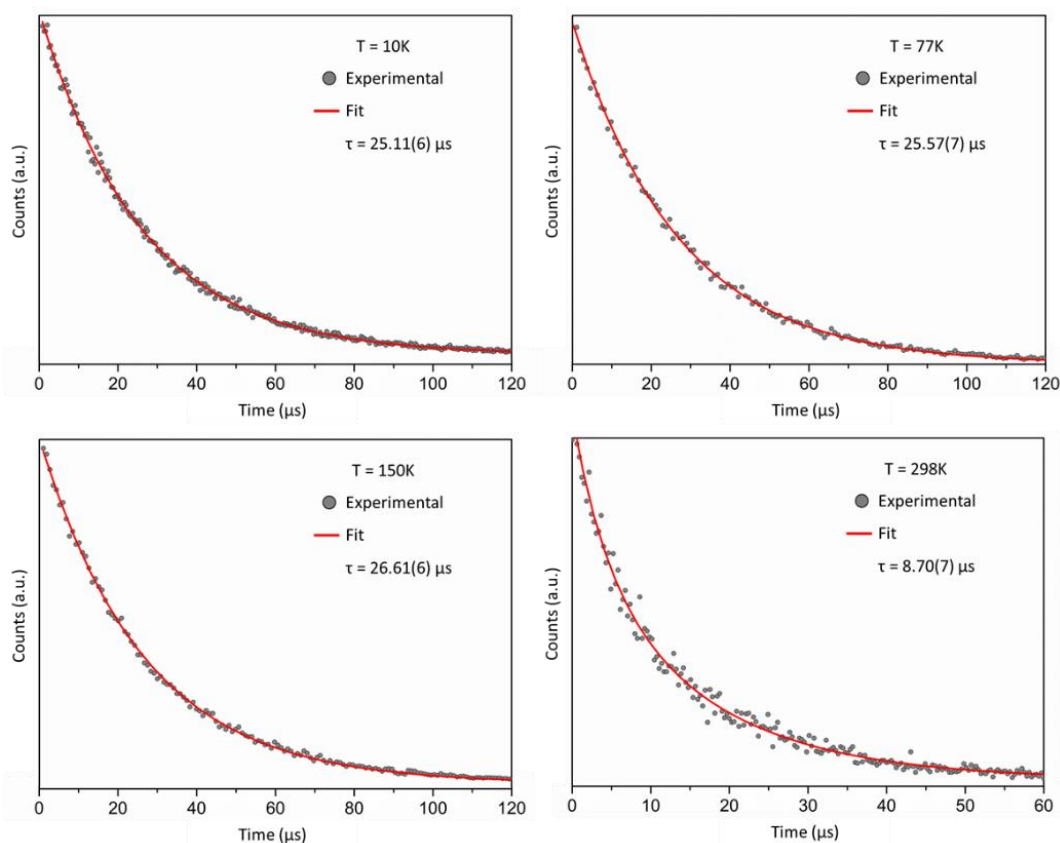 T = 10K
Experimental
Fit
τ = 25.11(6) µs
Counts (a.u.)
0 20 40 60 80 100 120
Time (µs)
T = 77K
Experimental
Fit
τ = 25.57(7) µs
Counts (a.u.)
0 20 40 60 80 100 120
Time (µs)
T = 150K
Experimental
Fit
τ = 26.61(6) µs
Counts (a.u.)
0 20 40 60 80 100 120
Time (µs)
T = 298K
Experimental
Fit
τ = 8.70(7) µs
Counts (a.u.)
0 10 20 30 40 50 60
Time (µs)